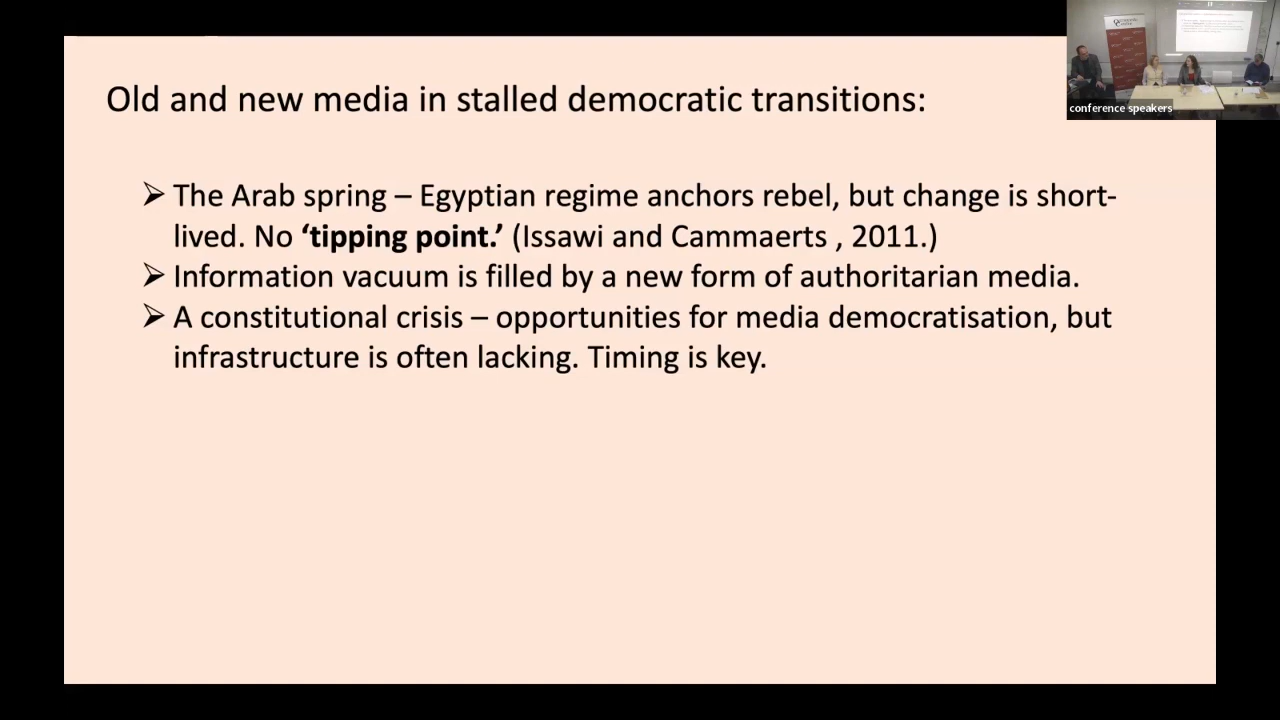 Old and new media in stalled democratic transitions:
➢ The Arab spring – Egyptian regime anchors rebel, but change is short-
lived. No ‘tipping point.’ (Issawi and Cammaerts , 2011.)
➢ Information vacuum is filled by a new form of authoritarian media.
➢ A constitutional crisis – opportunities for media democratisation, but
infrastructure is often lacking. Timing is key.
conference speakers